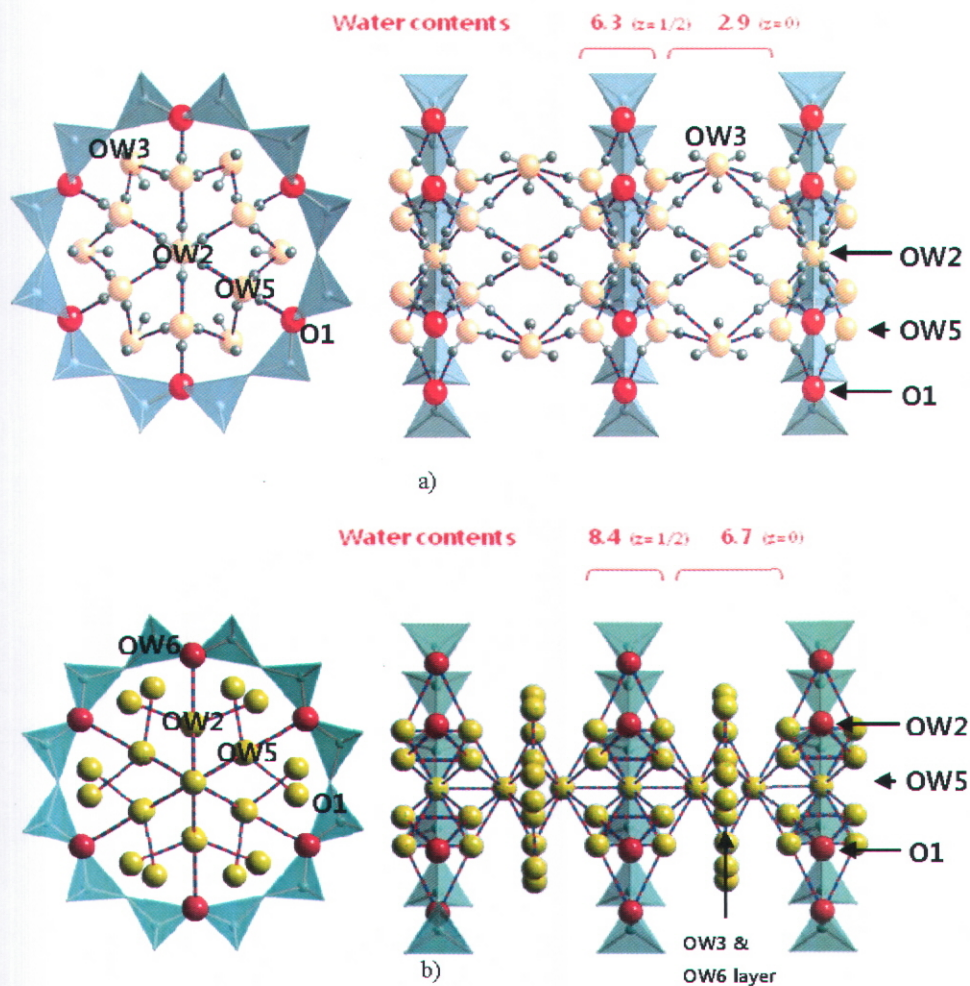 Water contents 6.3 (z=1/2) 2.9 (z=0)
OW3
OW2
OW5
O1
OW3
OW2
OW5
O1
a)
Water contents 8.4 (z=1/2) 6.7 (z=0)
OW6
OW2
OW5
O1
OW2
OW5
O1
OW3 &
OW6 layer
b)